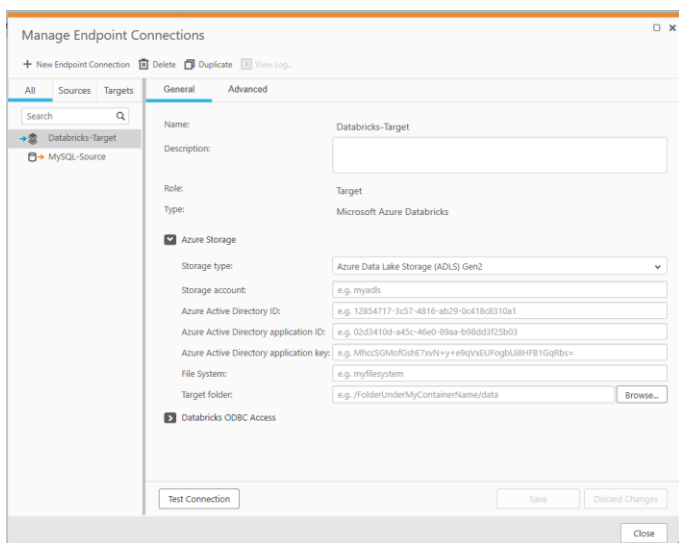 Manage Endpoint Connections
+ New Endpoint Connection Delete Duplicate View Log...
All Sources Targets General Advanced
Search
Databricks-Target
MySQL-Source
Name: Databricks-Target
Description:
Role: Target
Type: Microsoft Azure Databricks
Azure Storage
Storage type: Azure Data Lake Storage (ADLS) Gen2
Storage account: e.g. myadls
Azure Active Directory ID: e.g. 12854717-3c57-4816-ab29-0c418c8310a1
Azure Active Directory application ID: e.g. 02d3410d-a45c-46e0-89aa-b98dd3f25b03
Azure Active Directory application key: e.g. MhccSGMofGshE7xvN+y+e9qVxEUFogbUi8HFB1GqRbs=
File System: e.g. myfilesystem
Target folder: e.g. /FolderUnderMyContainerName/data Browse...
Databricks ODBC Access
Test Connection Save Discard Changes
Close